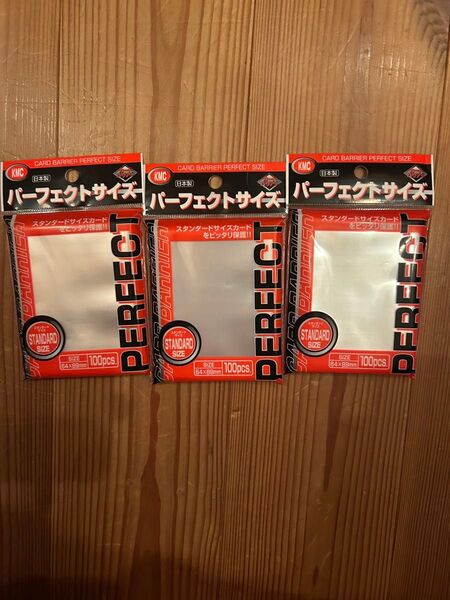 CARD BARRIER PERFECT SIZE
KMC
日本製
パーフェクトサイズ
スタンダードサイズカード
をピッタリ保護!!
CARD BARRIER
PERFECT
STANDARD
SIZE
SIZE
64×89mm
100pcs.
CARD BARRIER PERFECT SIZE
KMC
日本製
パーフェクトサイズ
スタンダードサイズカード
をピッタリ保護!!
CARD BARRIER
PERFECT
STANDARD
SIZE
SIZE
64×89mm
100pcs.
CARD BARRIER PERFECT SIZE
KMC
日本製
パーフェクトサイズ
スタンダードサイズカード
をピッタリ保護!!
CARD BARRIER
PERFECT
STANDARD
SIZE
SIZE
64×89mm
100pcs.